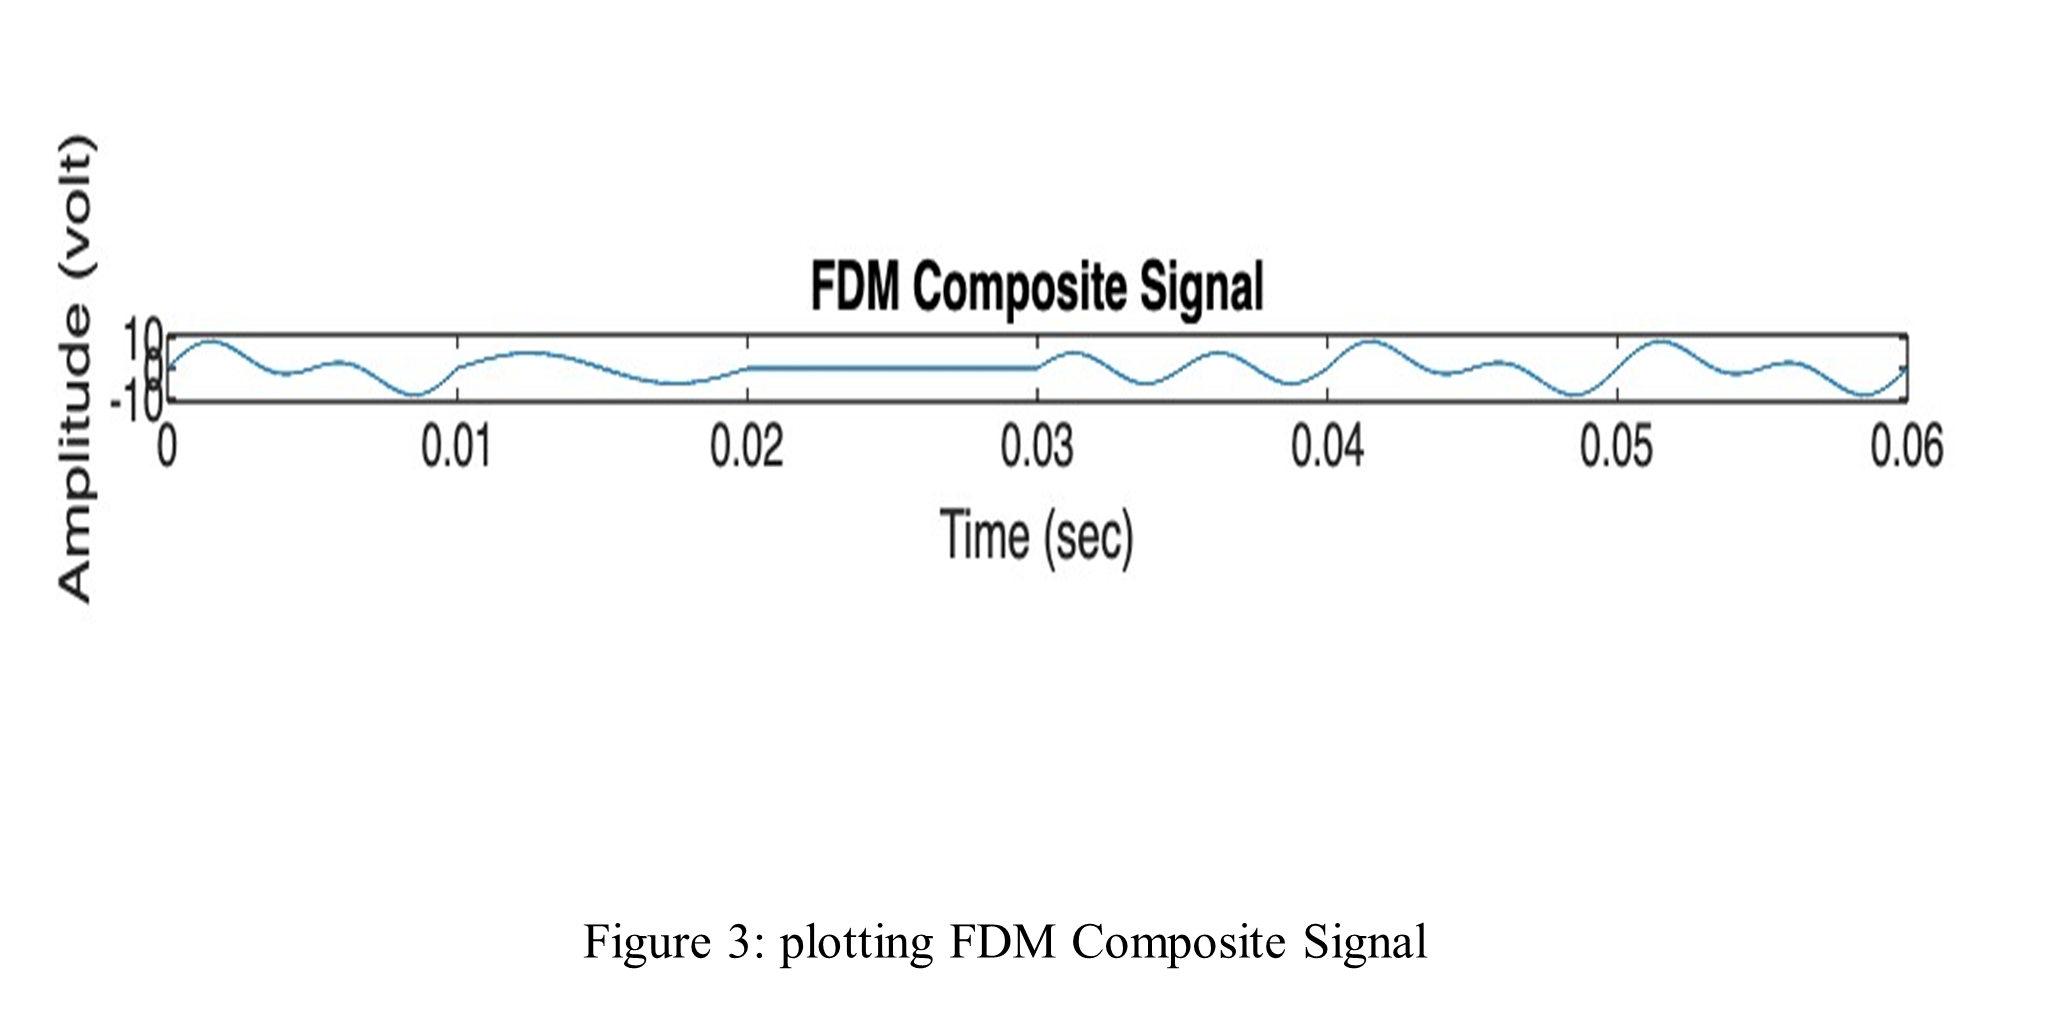 FDM Composite Signal
Amplitude (volt)
10
-10
0 0.01 0.02 0.03 0.04 0.05 0.06
Time (sec)
Figure 3: plotting FDM Composite Signal